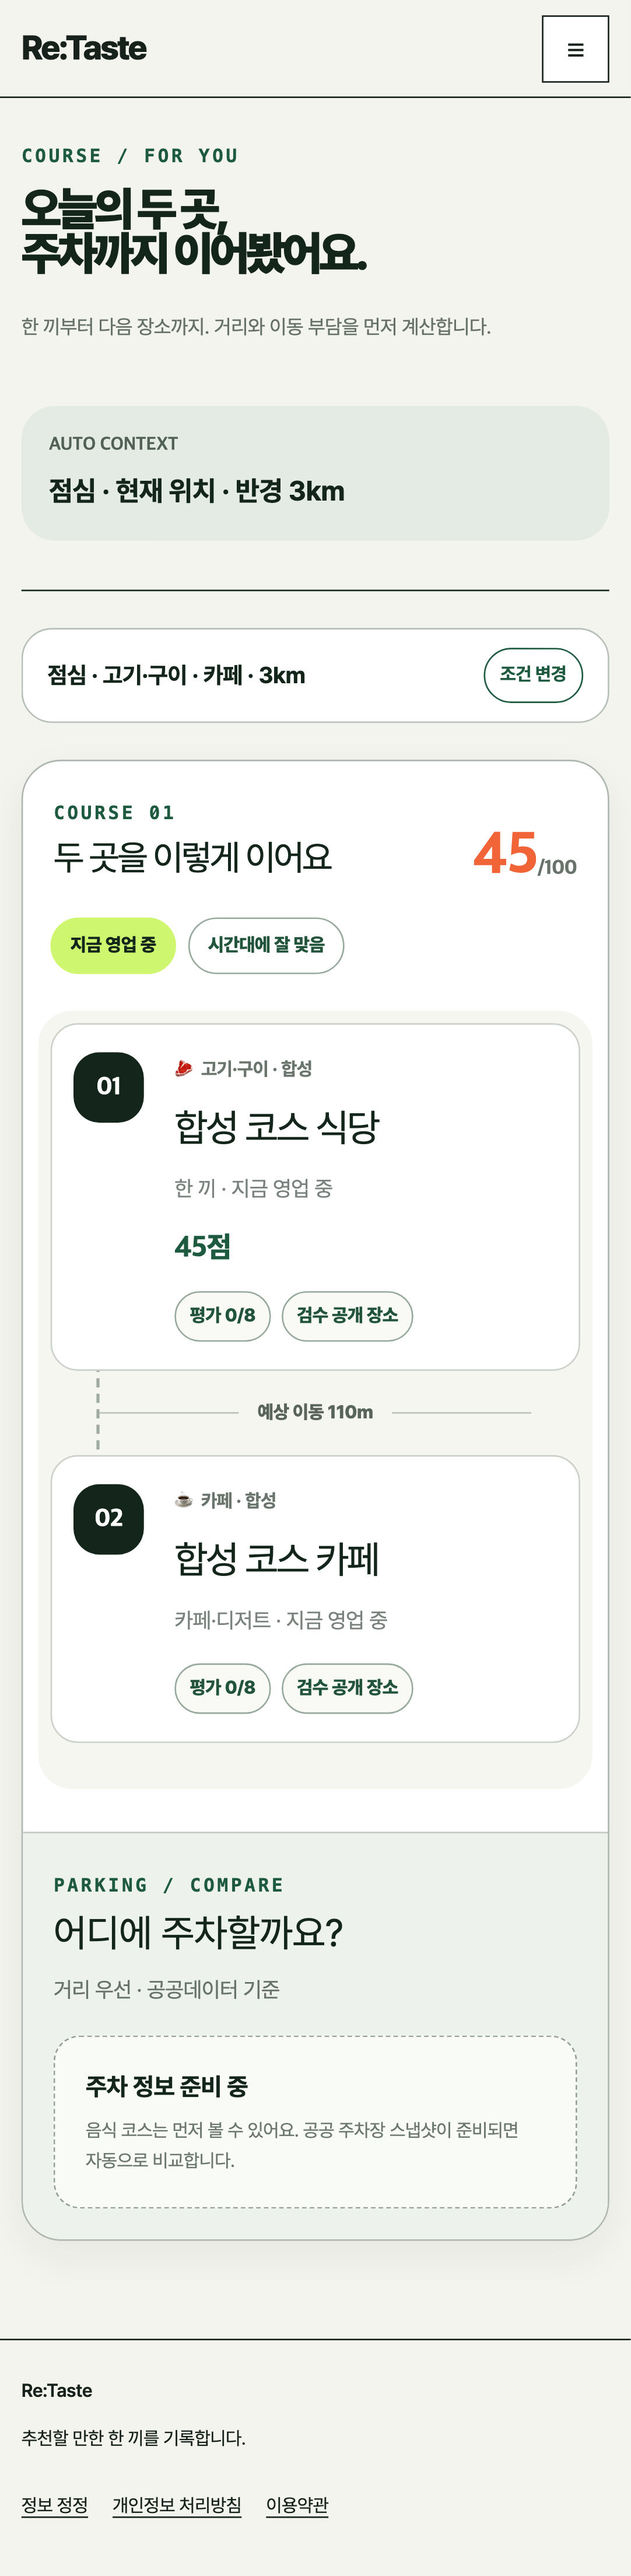 Re:Taste
COURSE / FOR YOU
오늘의 두 곳,
주차까지 이어봤어요.
한 끼부터 다음 장소까지. 거리와 이동 부담을 먼저 계산합니다.
AUTO CONTEXT
점심 · 현재 위치 · 반경 3km
점심 · 고기·구이 · 카페 · 3km
조건 변경
COURSE 01
두 곳을 이렇게 이어요
45/100
지금 영업 중
시간대에 잘 맞음
01
고기·구이 · 합성
합성 코스 식당
한 끼 · 지금 영업 중
45점
평가 0/8
검수 공개 장소
예상 이동 110m
02
카페 · 합성
합성 코스 카페
카페·디저트 · 지금 영업 중
평가 0/8
검수 공개 장소
PARKING / COMPARE
어디에 주차할까요?
거리 우선 · 공공데이터 기준
주차 정보 준비 중
음식 코스는 먼저 볼 수 있어요. 공공 주차장 스냅샷이 준비되면
자동으로 비교합니다.
Re:Taste
추천할 만한 한 끼를 기록합니다.
정보 정정
개인정보 처리방침
이용약관